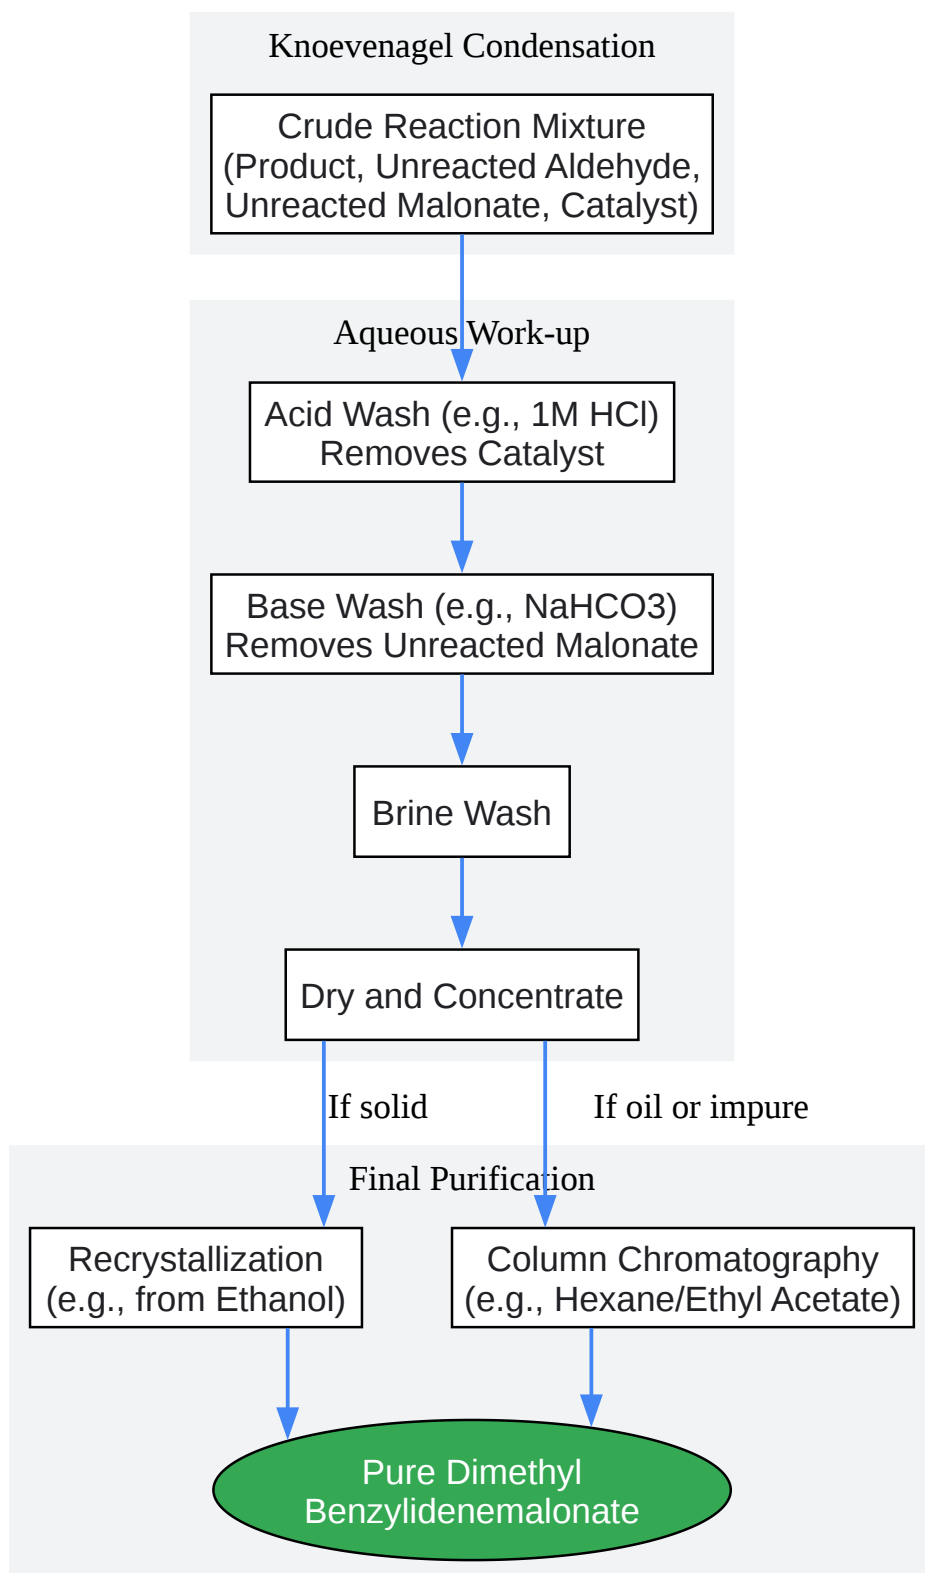 Knoevenagel Condensation
Crude Reaction Mixture
(Product, Unreacted Aldehyde,
Unreacted Malonate, Catalyst)
Aqueous Work-up
Acid Wash (e.g., 1M HCl)
Removes Catalyst
Base Wash (e.g., NaHCO3)
Removes Unreacted Malonate
Brine Wash
Dry and Concentrate
If solid
If oil or impure
Final Purification
Recrystallization
(e.g., from Ethanol)
Column Chromatography
(e.g., Hexane/Ethyl Acetate)
Pure Dimethyl
Benzylidenemalonate